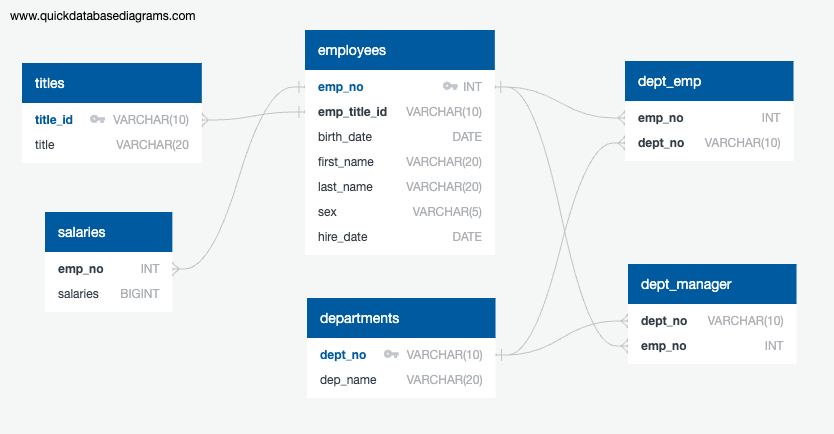 www.quickdatabasediagrams.com
titles
title_id VARCHAR(10)
title VARCHAR(20
salaries
emp_no INT
salaries BIGINT
employees
emp_no INT
emp_title_id VARCHAR(10)
birth_date DATE
first_name VARCHAR(20)
last_name VARCHAR(20)
sex VARCHAR(5)
hire_date DATE
departments
dept_no VARCHAR(10)
dep_name VARCHAR(20)
dept_emp
emp_no INT
dept_no VARCHAR(10)
dept_manager
dept_no VARCHAR(10)
emp_no INT